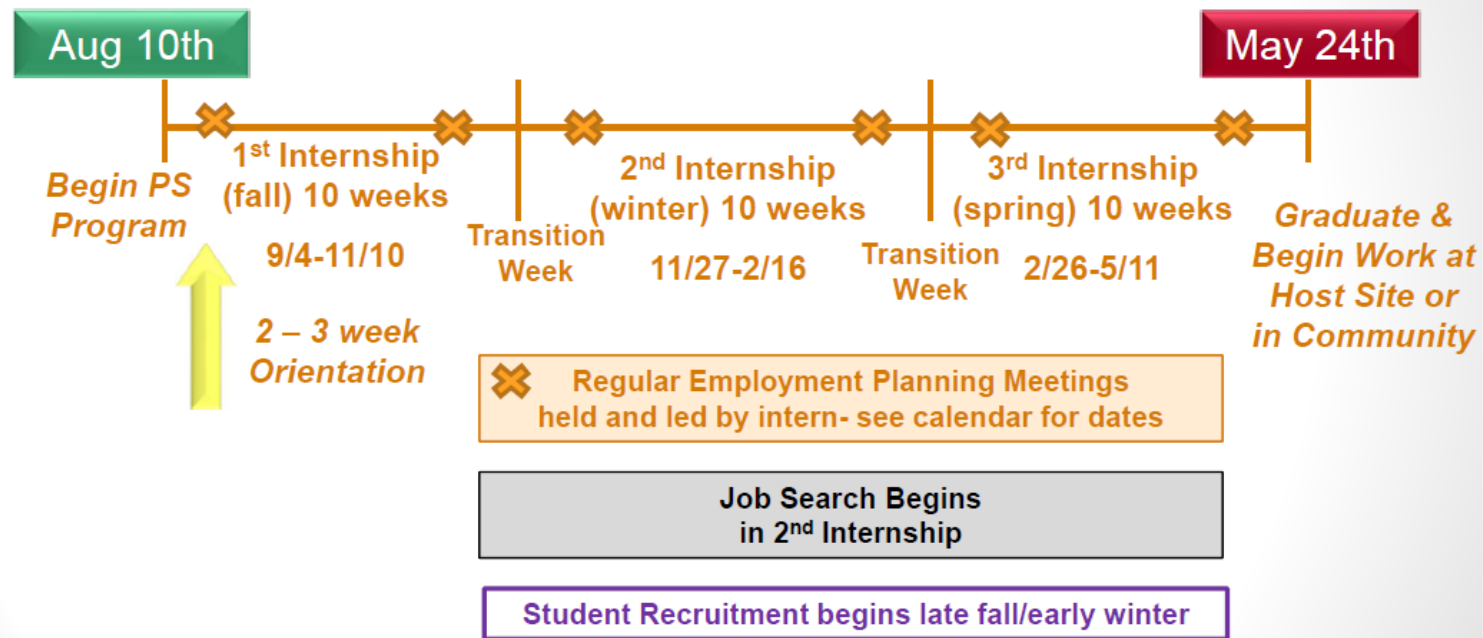 Aug 10th
May 24th
Begin PS
Program
1st Internship
(fall) 10 weeks
9/4-11/10
2 – 3 week
Orientation
Transition
Week
2nd Internship
(winter) 10 weeks
11/27-2/16
Transition
Week
3rd Internship
(spring) 10 weeks
2/26-5/11
Graduate &
Begin Work at
Host Site or
in Community
Regular Employment Planning Meetings
held and led by intern- see calendar for dates
Job Search Begins
in 2nd Internship
Student Recruitment begins late fall/early winter